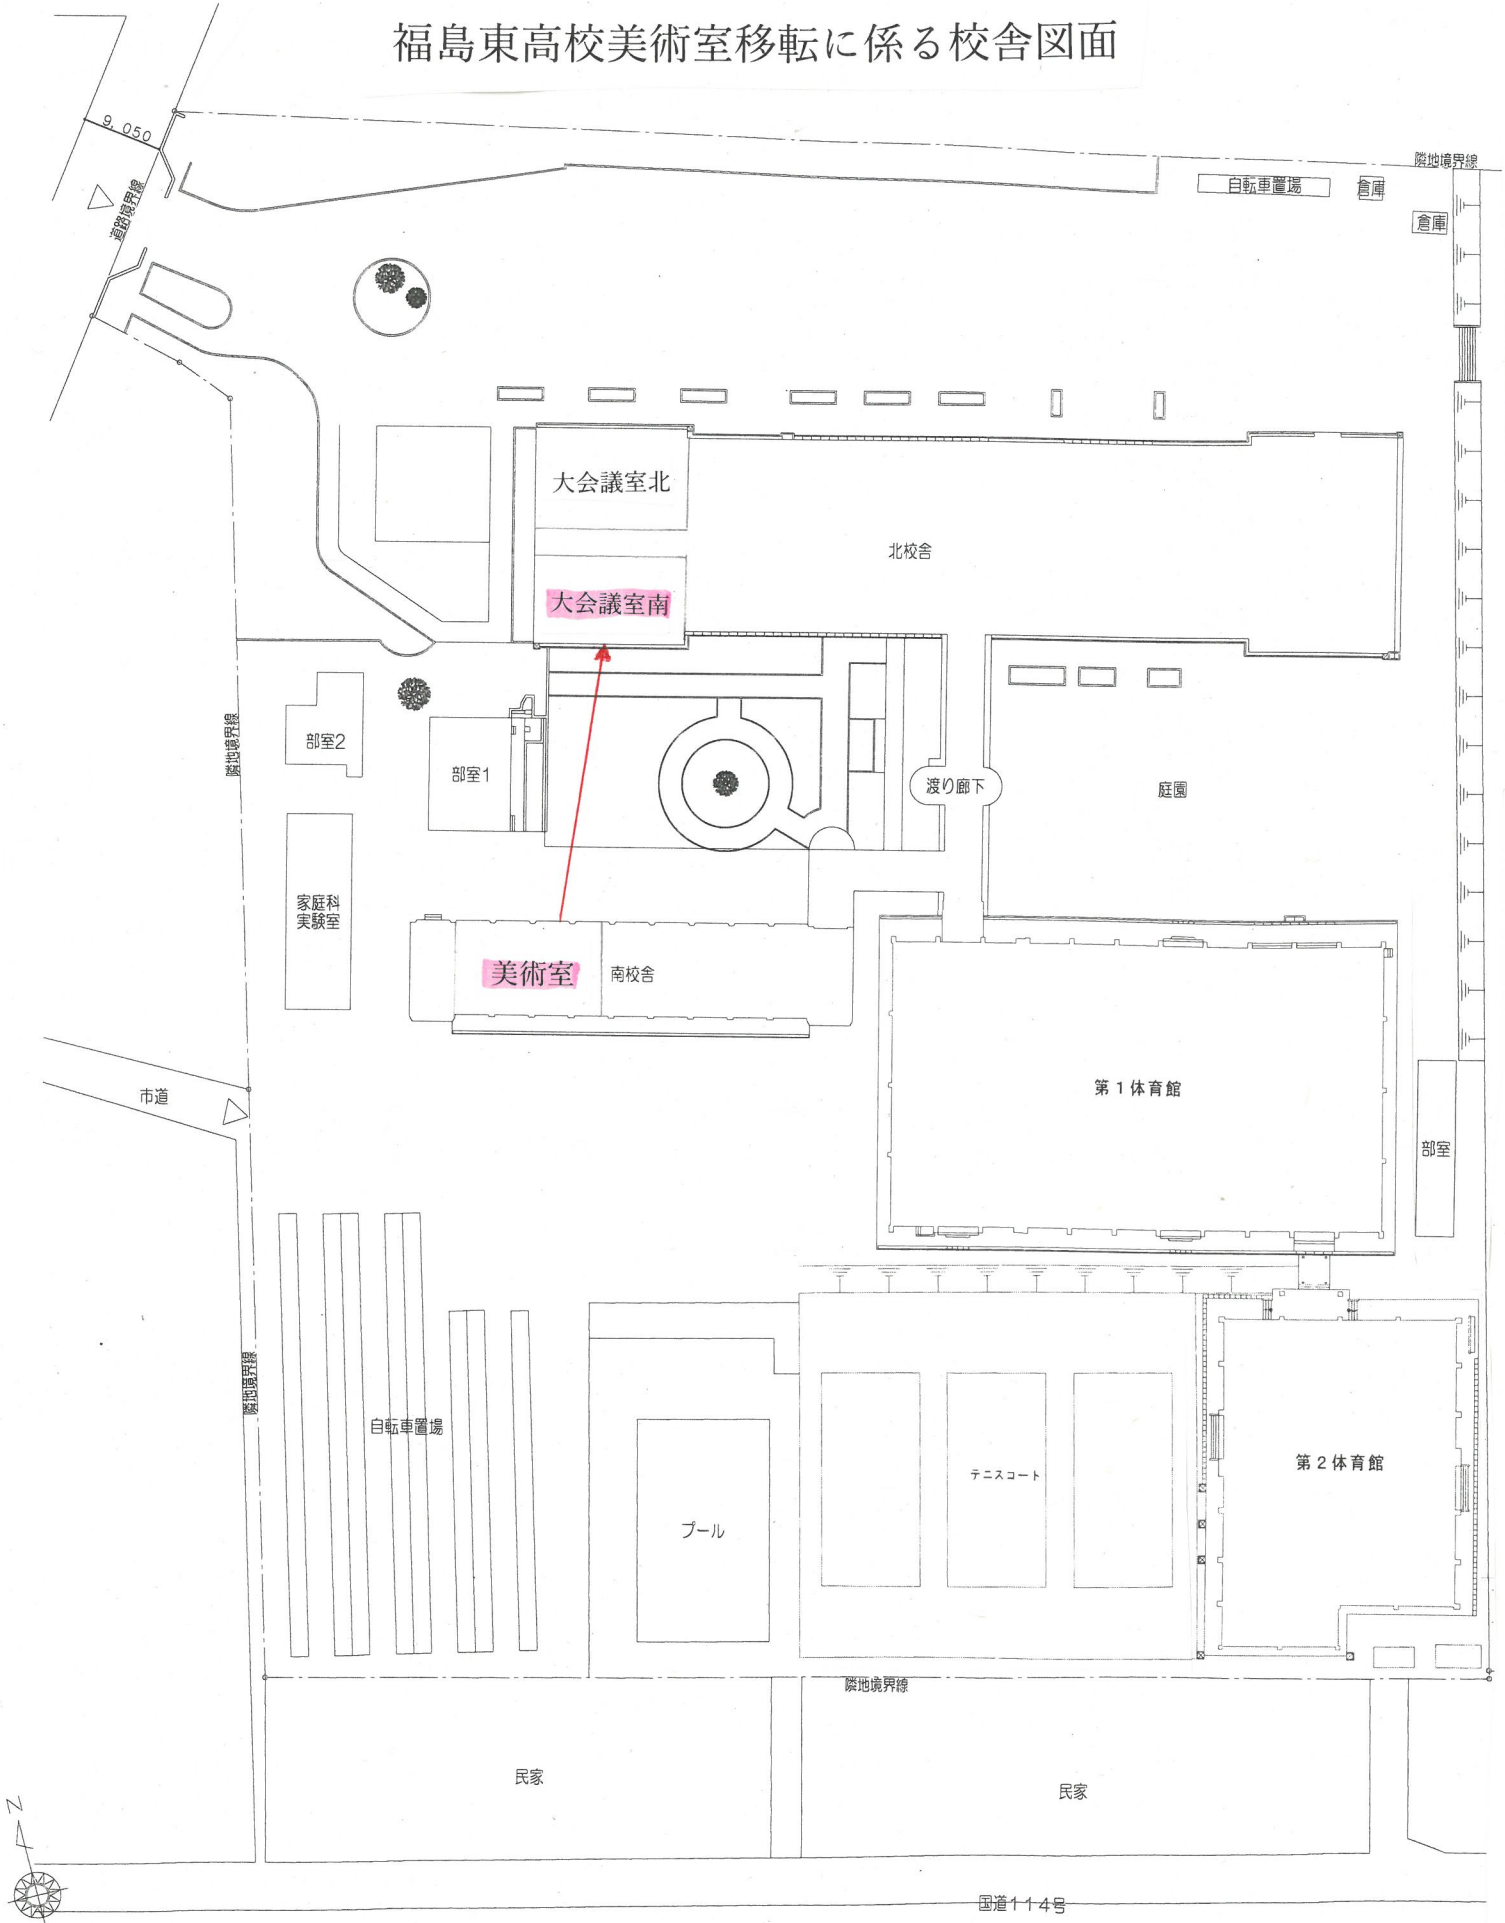 福島東高校美術室移転に係る校舎図面
9,050
隣地境界線
自転車置場
倉庫
道路境界線
倉庫
大会議室北
北校舎
大会議室南
隣地境界線
部室2
部室1
渡り廊下
庭園
家庭科
実験室
美術室
南校舎
市道
第1体育館
部室
隣地境界線
自転車置場
テニスコート
第2体育館
プール
隣地境界線
民家
民家
N
国道114号